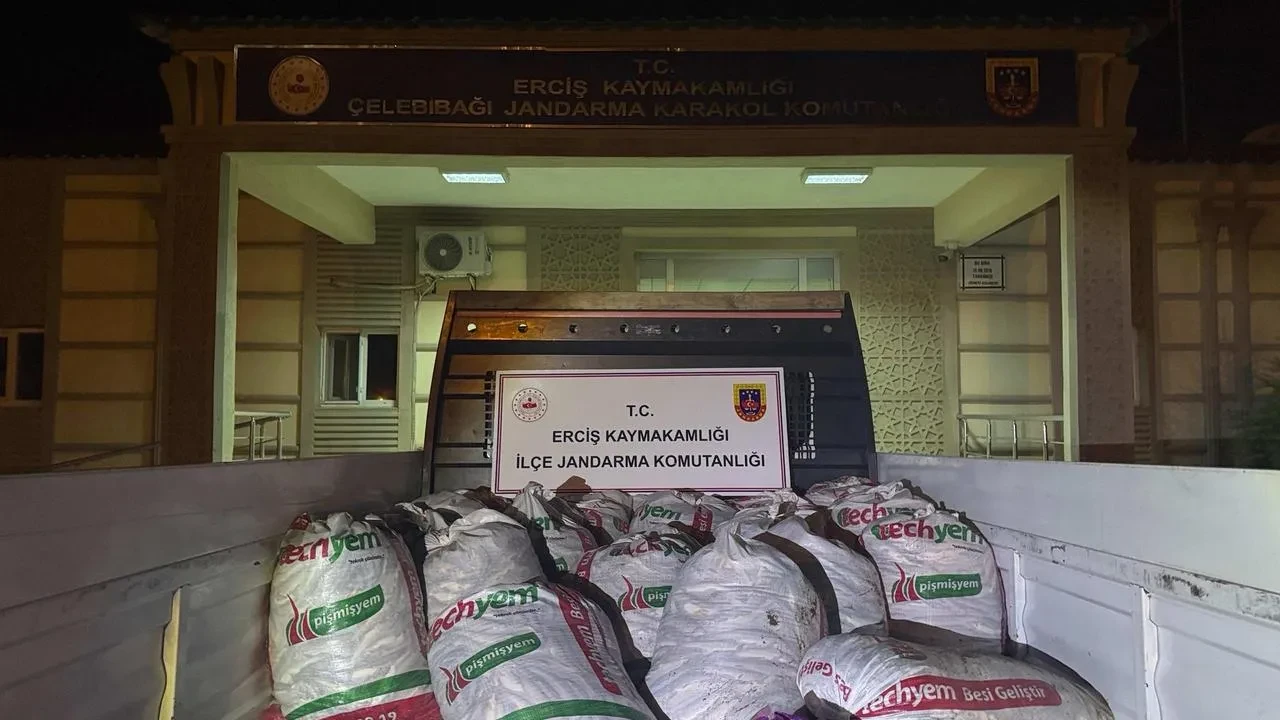 T.C.
ERCİŞ KAYMAKAMLIĞI
ÇELEBİBAĞI JANDARMA KARAKOL KOMUTANLIĞI
T.C.
ERCİŞ KAYMAKAMLIĞI
İLÇE JANDARMA KOMUTANLIĞI
techyem
pişmişyem
techyem
pişmişyem
pişmişyem
techyem
pişmişyem
techyem Besi Geliştir